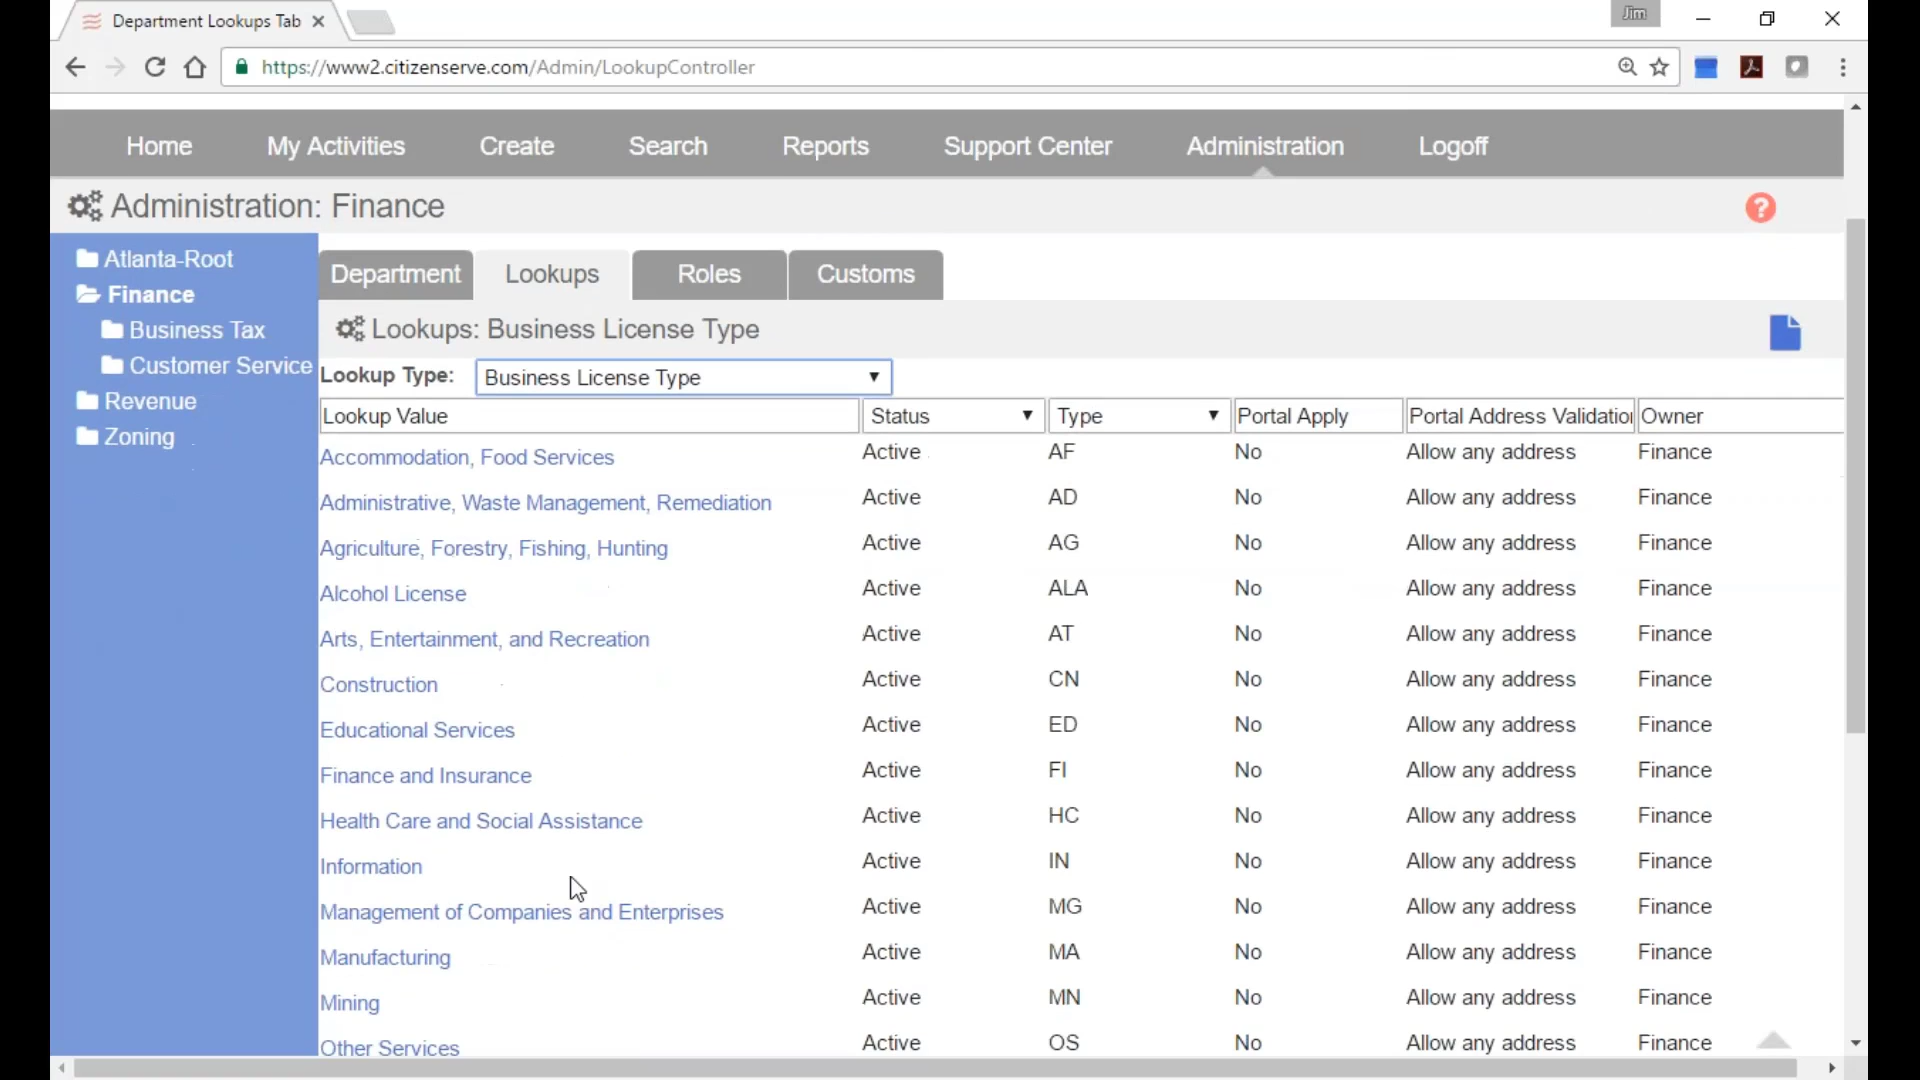 Department Lookups Tab
Jim
https://www2.citizenserve.com/Admin/LookupController
Home My Activities Create Search Reports Support Center Administration Logoff
Administration: Finance
?
Atlanta-Root
Finance
Business Tax
Customer Service
Revenue
Zoning
Department Lookups Roles Customs
Lookups: Business License Type
Lookup Type: Business License Type
Lookup Value Status Type Portal Apply Portal Address Validation Owner
Accommodation, Food Services Active AF No Allow any address Finance
Administrative, Waste Management, Remediation Active AD No Allow any address Finance
Agriculture, Forestry, Fishing, Hunting Active AG No Allow any address Finance
Alcohol License Active ALA No Allow any address Finance
Arts, Entertainment, and Recreation Active AT No Allow any address Finance
Construction Active CN No Allow any address Finance
Educational Services Active ED No Allow any address Finance
Finance and Insurance Active FI No Allow any address Finance
Health Care and Social Assistance Active HC No Allow any address Finance
Information Active IN No Allow any address Finance
Management of Companies and Enterprises Active MG No Allow any address Finance
Manufacturing Active MA No Allow any address Finance
Mining Active MN No Allow any address Finance
Other Services Active OS No Allow any address Finance